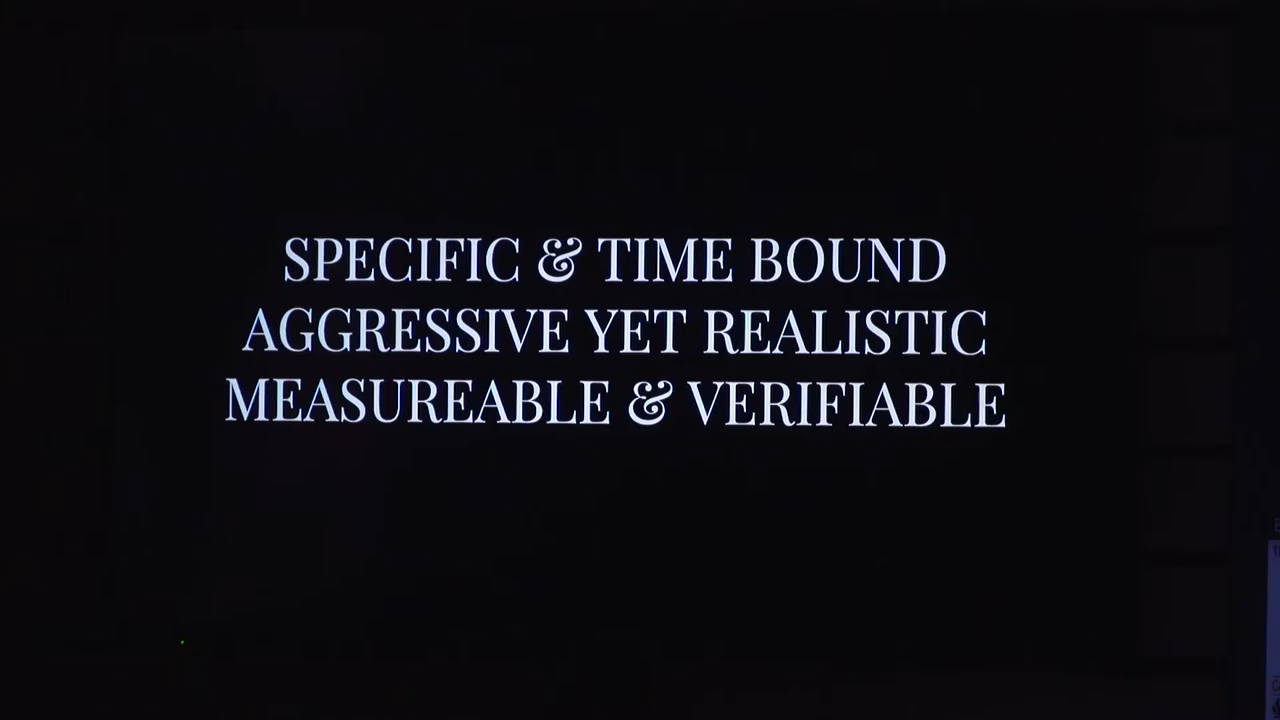 SPECIFIC & TIME BOUND
AGGRESSIVE YET REALISTIC
MEASUREABLE & VERIFIABLE